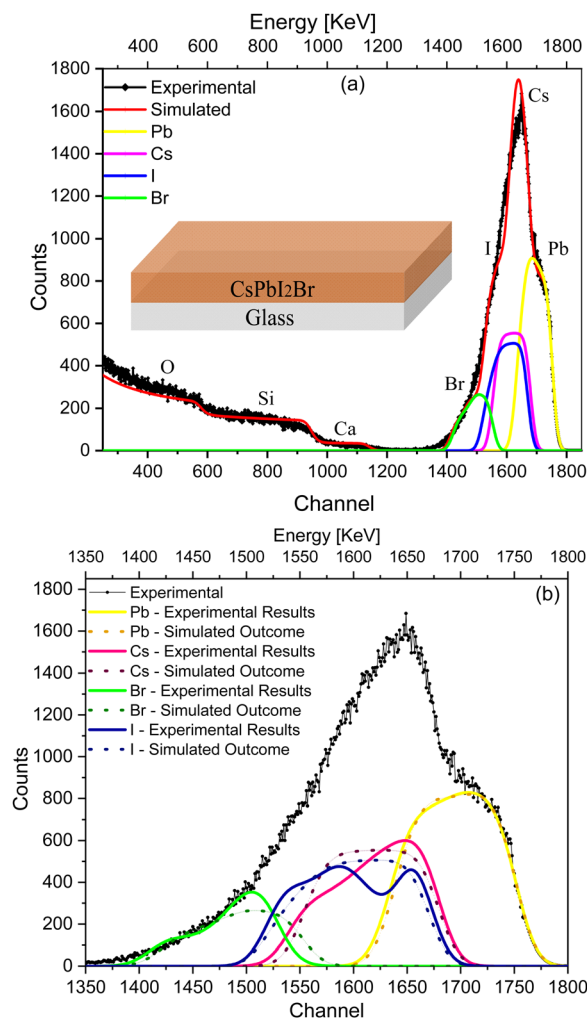 Energy [KeV]
400 600 800 1000 1200 1400 1600 1800
1800
1600
1400
1200
1000
800
600
400
200
0
Counts
(a)
Experimental
Simulated
Pb
Cs
I
Br
Cs
I
Pb
CsPbI₂Br
Glass
O
Si
Ca
Br
400 600 800 1000 1200 1400 1600 1800
Channel
Energy [KeV]
1350 1400 1450 1500 1550 1600 1650 1700 1750 1800
1800
1600
1400
1200
1000
800
600
400
200
0
Counts
(b)
Experimental
Pb - Experimental Results
Pb - Simulated Outcome
Cs - Experimental Results
Cs - Simulated Outcome
Br - Experimental Results
Br - Simulated Outcome
I - Experimental Results
I - Simulated Outcome
1350 1400 1450 1500 1550 1600 1650 1700 1750 1800
Channel